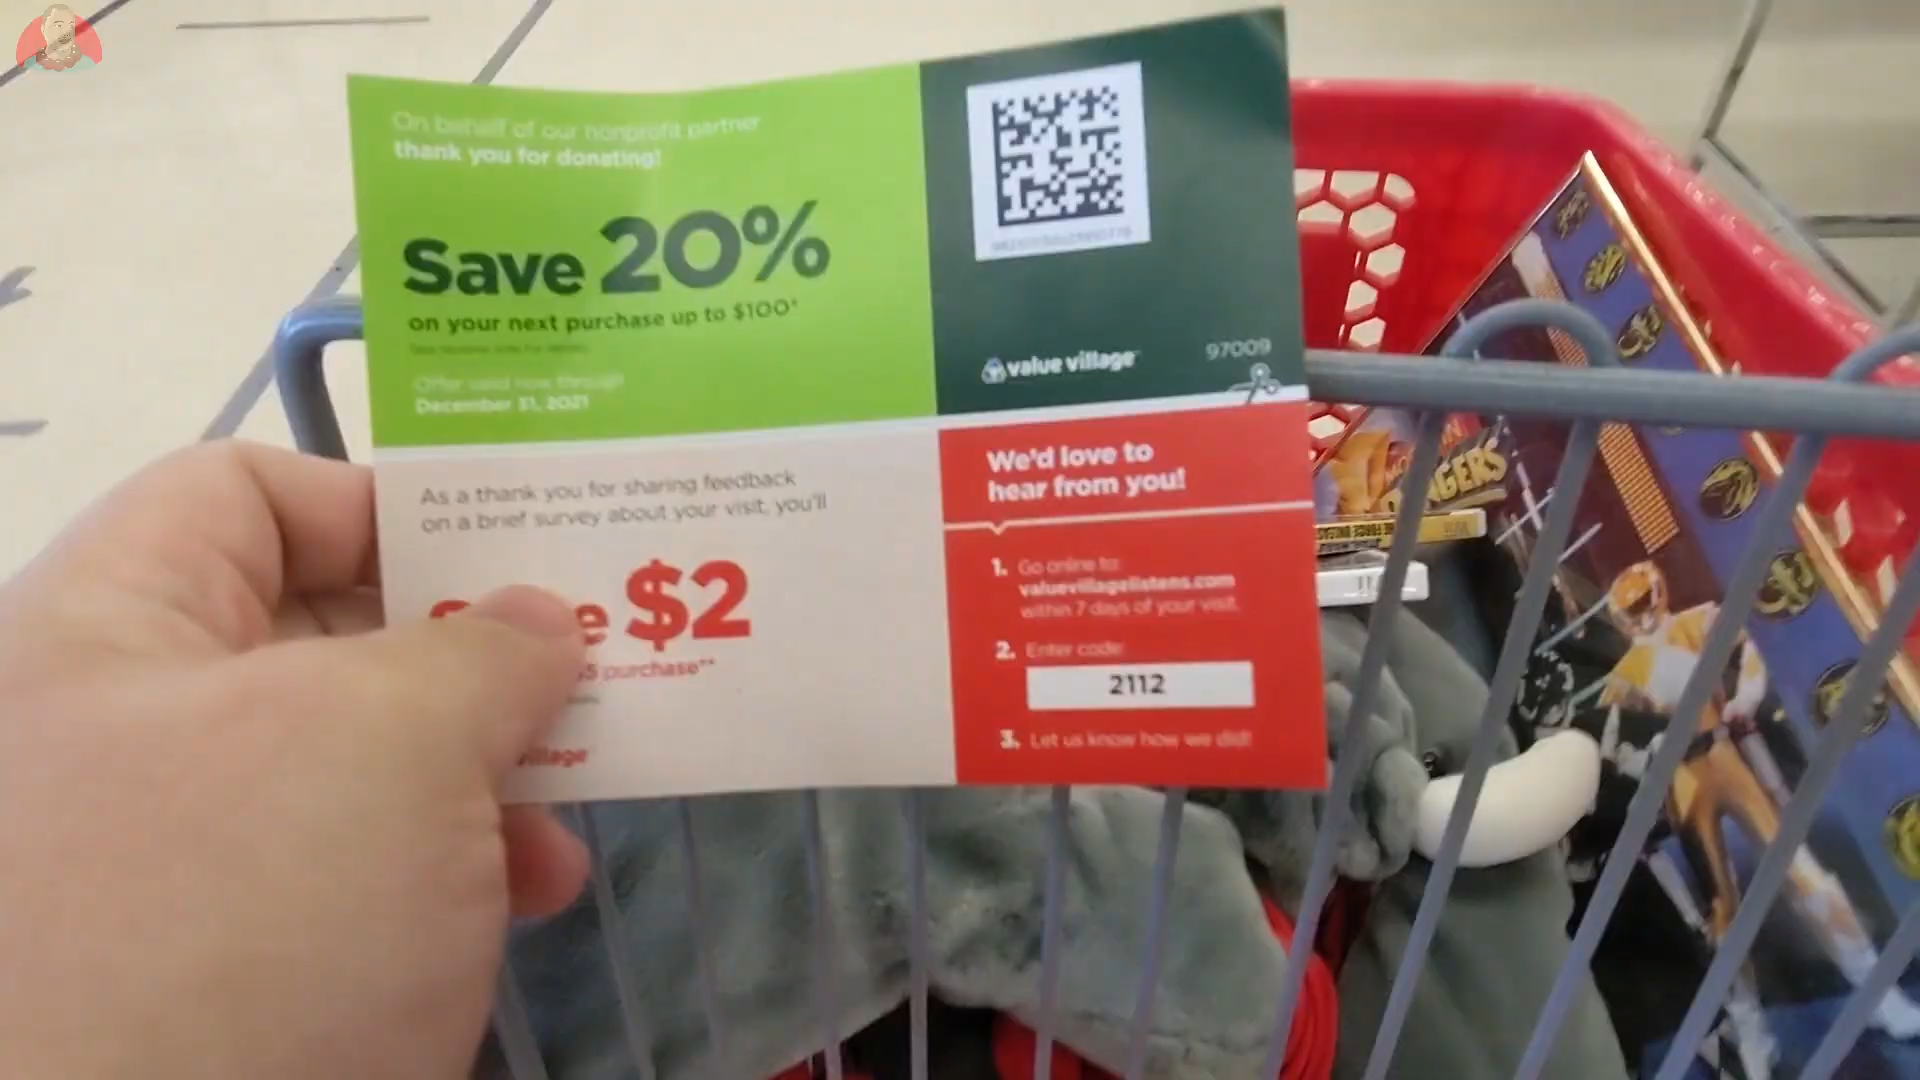 On behalf of our nonprofit partner
thank you for donating!
Save 20%
on your next purchase up to $100*
Offer valid now through
December 31, 2021
value village
97009
As a thank you for sharing feedback
on a brief survey about your visit, you'll
$2
purchase**
We'd love to
hear from you!
1. Go online to:
valuevillagelistens.com
within 7 days of your visit.
2. Enter code:
2112
3. Let us know how we did!